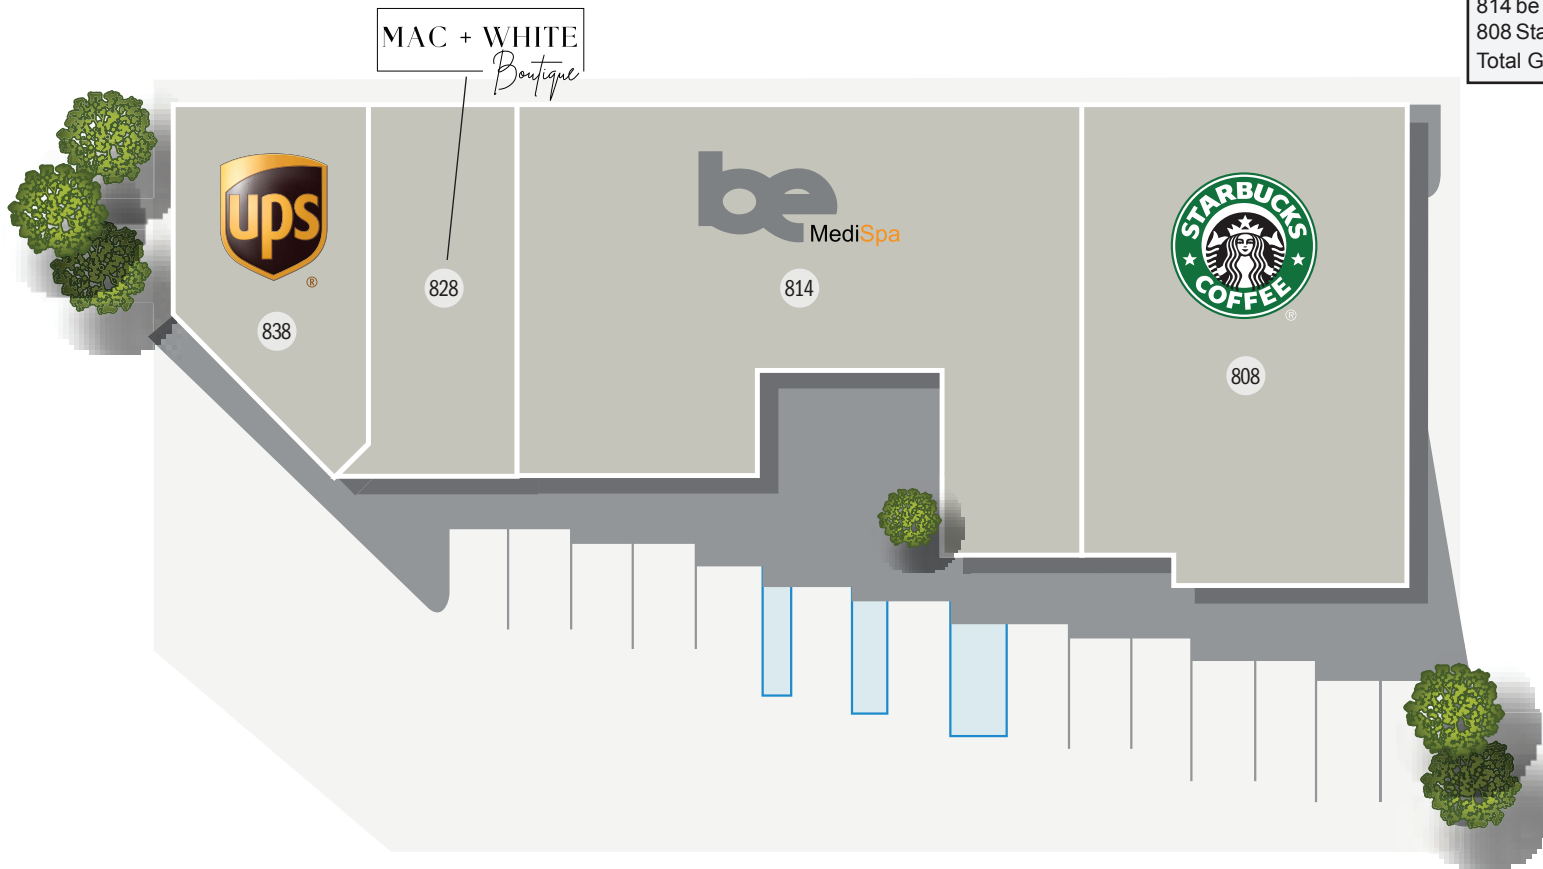 MAC + WHITE
Boutique
814 be
808 Sta
Total G
ups
®
838
828
be
MediSpa
814
STARBUCKS
COFFEE
®
808